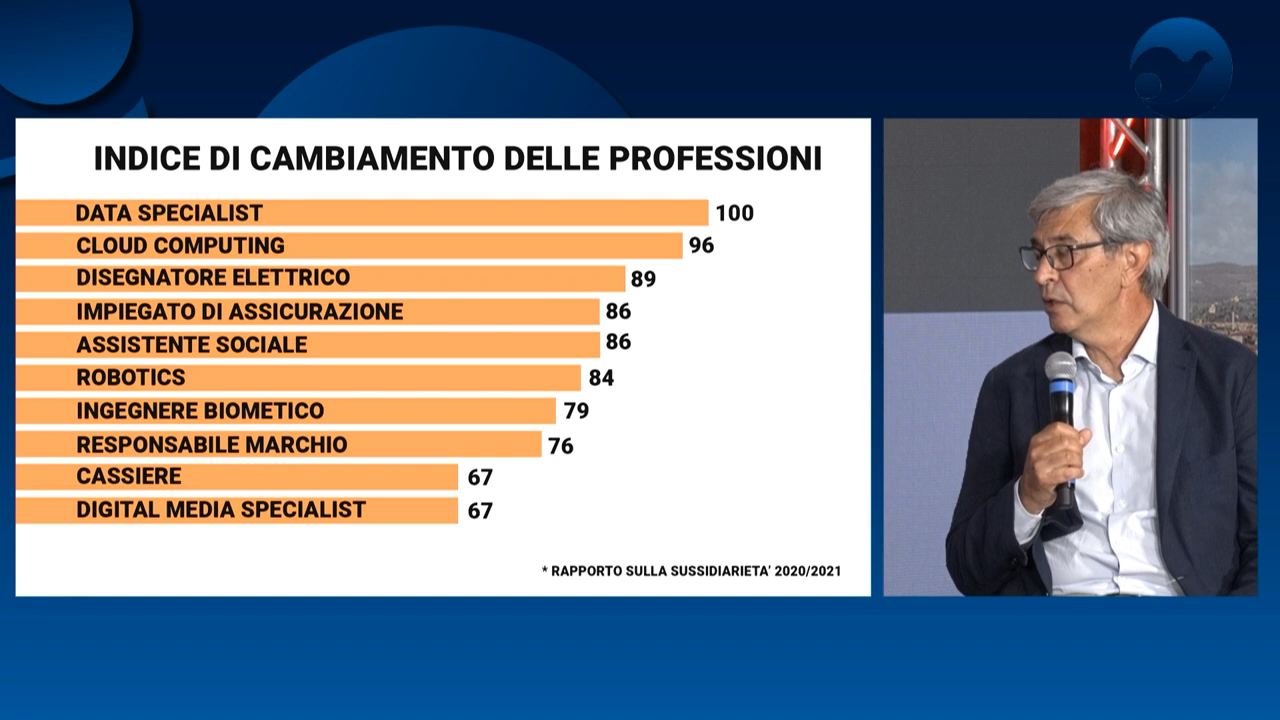 INDICE DI CAMBIAMENTO DELLE PROFESSIONI
DATA SPECIALIST 100
CLOUD COMPUTING 96
DISEGNATORE ELETTRICO 89
IMPIEGATO DI ASSICURAZIONE 86
ASSISTENTE SOCIALE 86
ROBOTICS 84
INGEGNERE BIOMETICO 79
RESPONSABILE MARCHIO 76
CASSIERE 67
DIGITAL MEDIA SPECIALIST 67
* RAPPORTO SULLA SUSSIDIARIETA' 2020/2021